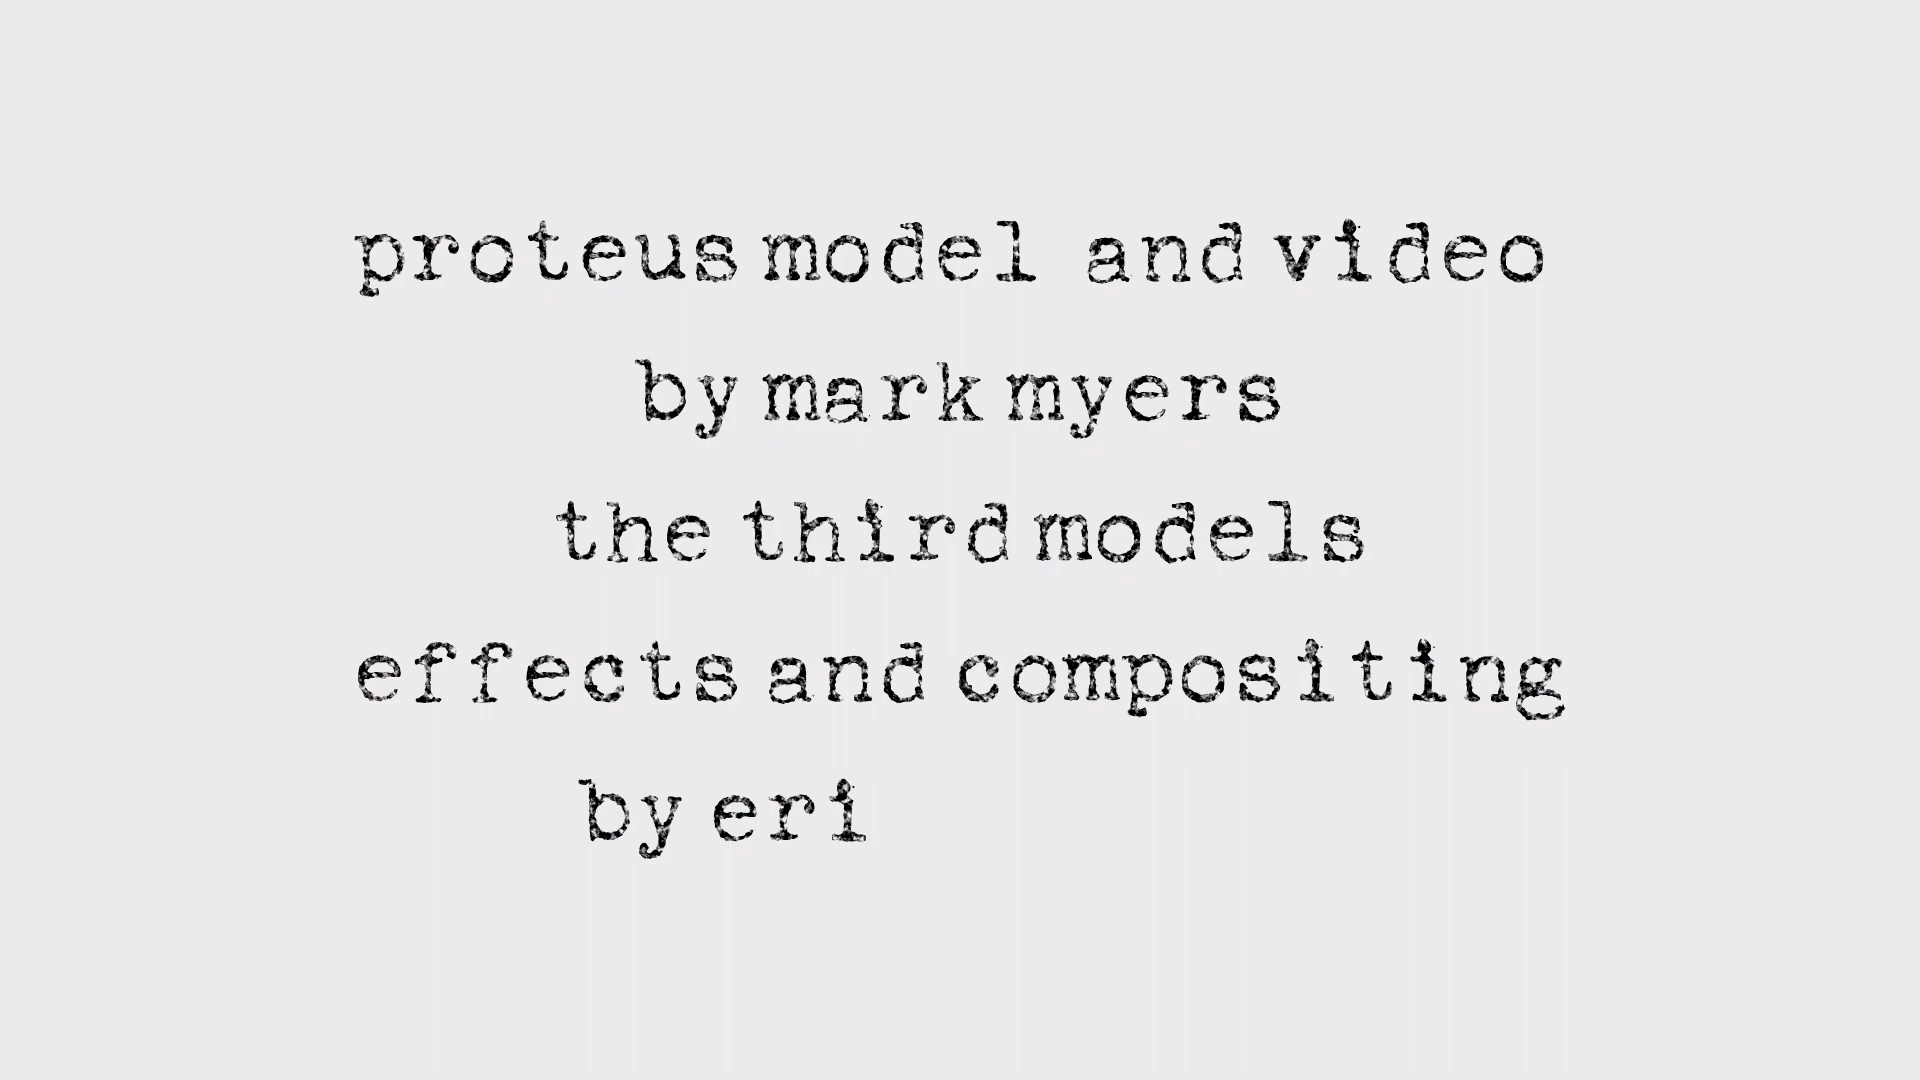 proteus model and video
by mark myers
the third models
effects and compositing
by eri